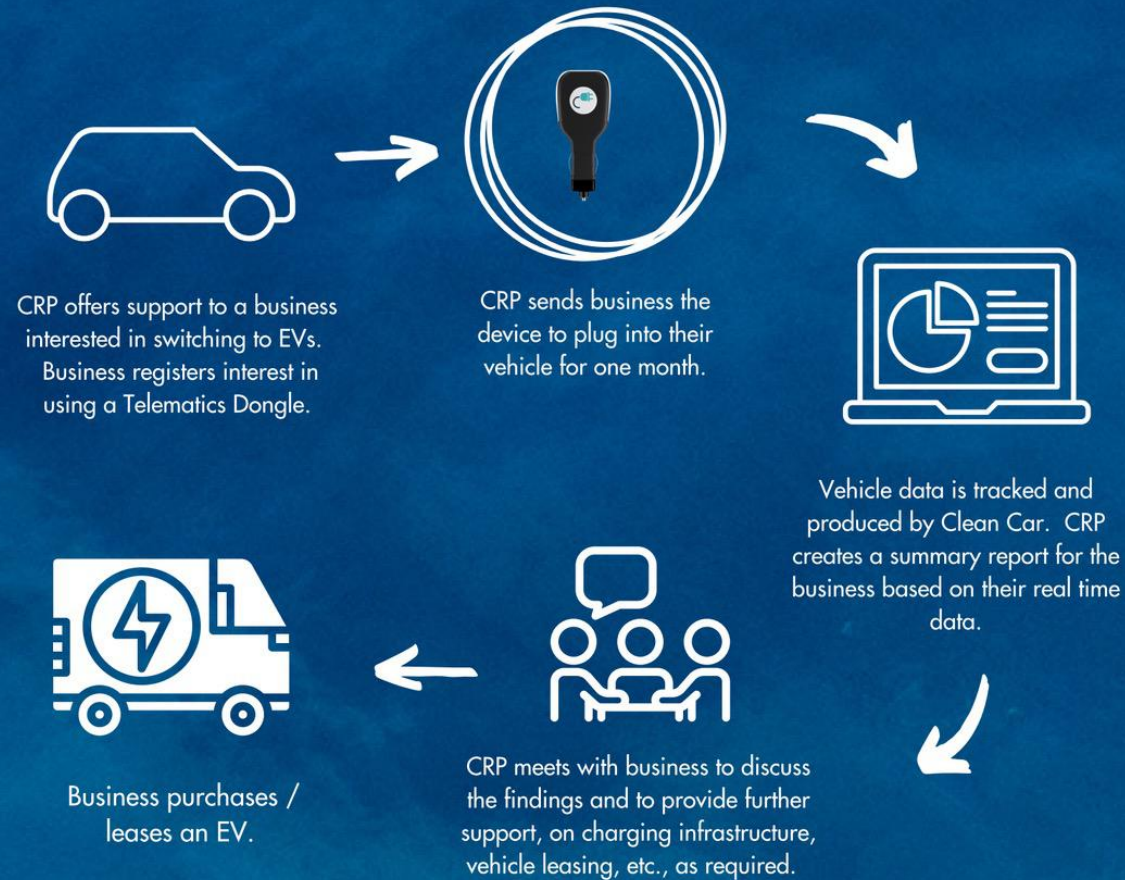 CRP offers support to a business
interested in switching to EVs.
Business registers interest in
using a Telematics Dongle.
CRP sends business the
device to plug into their
vehicle for one month.
Vehicle data is tracked and
produced by Clean Car. CRP
creates a summary report for the
business based on their real time
data.
CRP meets with business to discuss
the findings and to provide further
support, on charging infrastructure,
vehicle leasing, etc., as required.
Business purchases /
leases an EV.